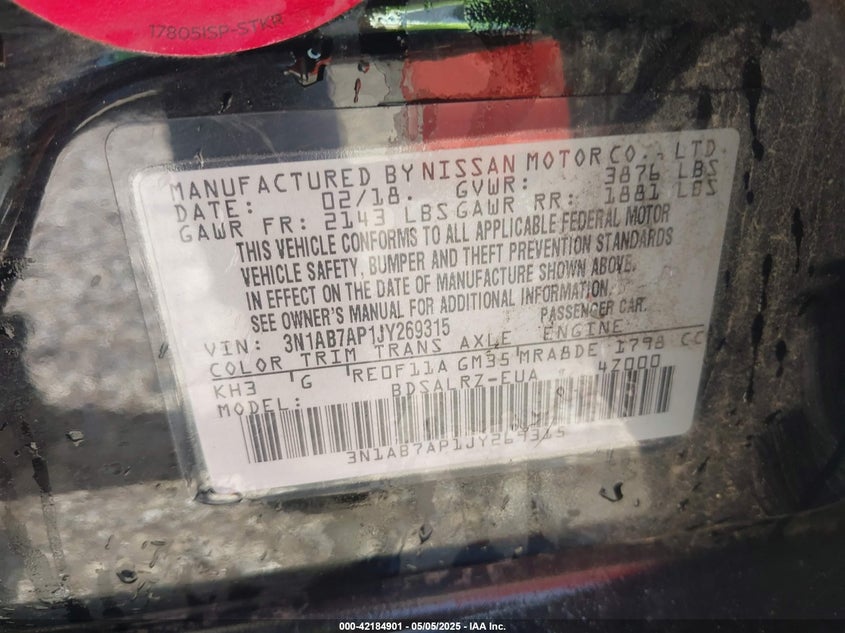 17805ISP-STKR
MANUFACTURED BY NISSAN MOTOR CO., LTD.
DATE: 02/18. GVWR: 3876 LBS
GAWR FR: 2143 LBS GAWR RR: 1881 LBS
THIS VEHICLE CONFORMS TO ALL APPLICABLE FEDERAL MOTOR
VEHICLE SAFETY, BUMPER AND THEFT PREVENTION STANDARDS
IN EFFECT ON THE DATE OF MANUFACTURE SHOWN ABOVE.
SEE OWNER'S MANUAL FOR ADDITIONAL INFORMATION.
VIN: 3N1AB7AP1JY269315 PASSENGER CAR.
COLOR TRIM TRANS AXLE ENGINE
KH3 G RE0F11A GM35 MRA8DE 1798 CC
MODEL: BDSALRZ-EUA 4Z000
3N1AB7AP1JY269315
000-42184901 — 05/05/2025 — IAA Inc.